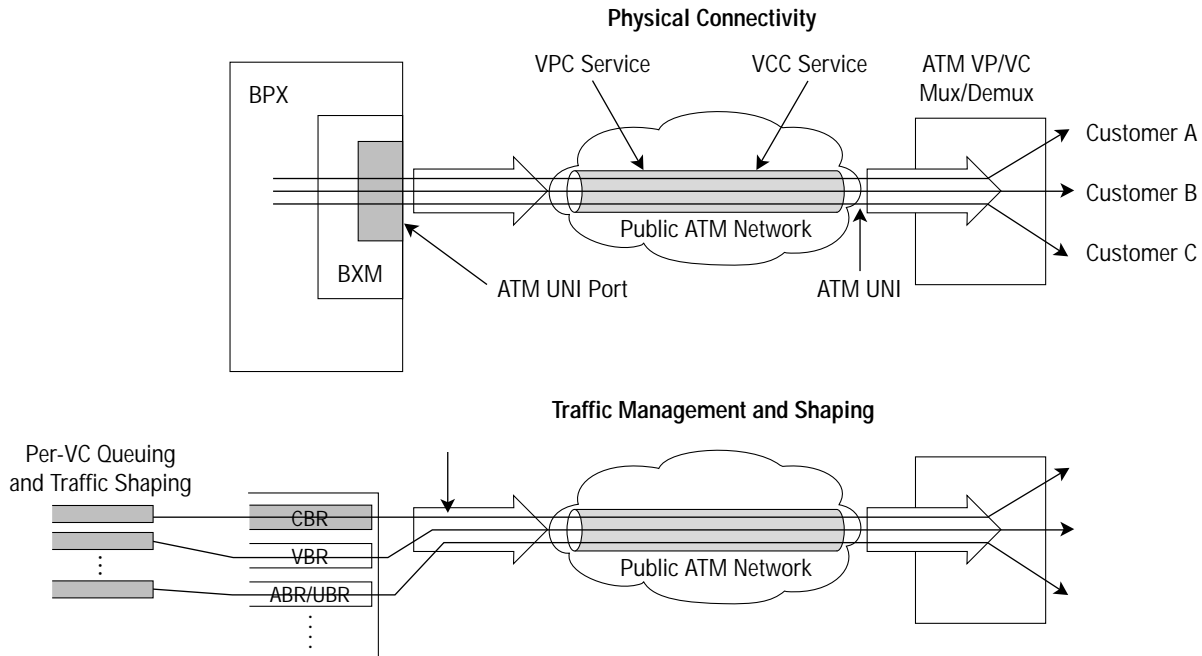 Physical Connectivity
VPC Service
VCC Service
ATM VP/VC
Mux/Demux
BPX
Customer A
Customer B
Public ATM Network
Customer C
BXM
ATM UNI Port
ATM UNI
Traffic Management and Shaping
Per-VC Queuing
and Traffic Shaping
CBR
VBR
Public ATM Network
ABR/UBR